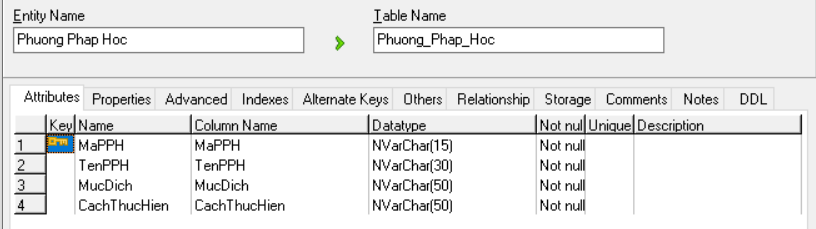 Entity Name Table Name
Phuong Phap Hoc Phuong_Phap_Hoc
Attributes Properties Advanced Indexes Alternate Keys Others Relationship Storage Comments Notes DDL
Key Name Column Name Datatype Not nul Unique Description
1 MaPPH MaPPH NVarChar(15) Not null
2 TenPPH TenPPH NVarChar(30) Not null
3 MucDich MucDich NVarChar(50) Not null
4 CachThucHien CachThucHien NVarChar(50) Not null